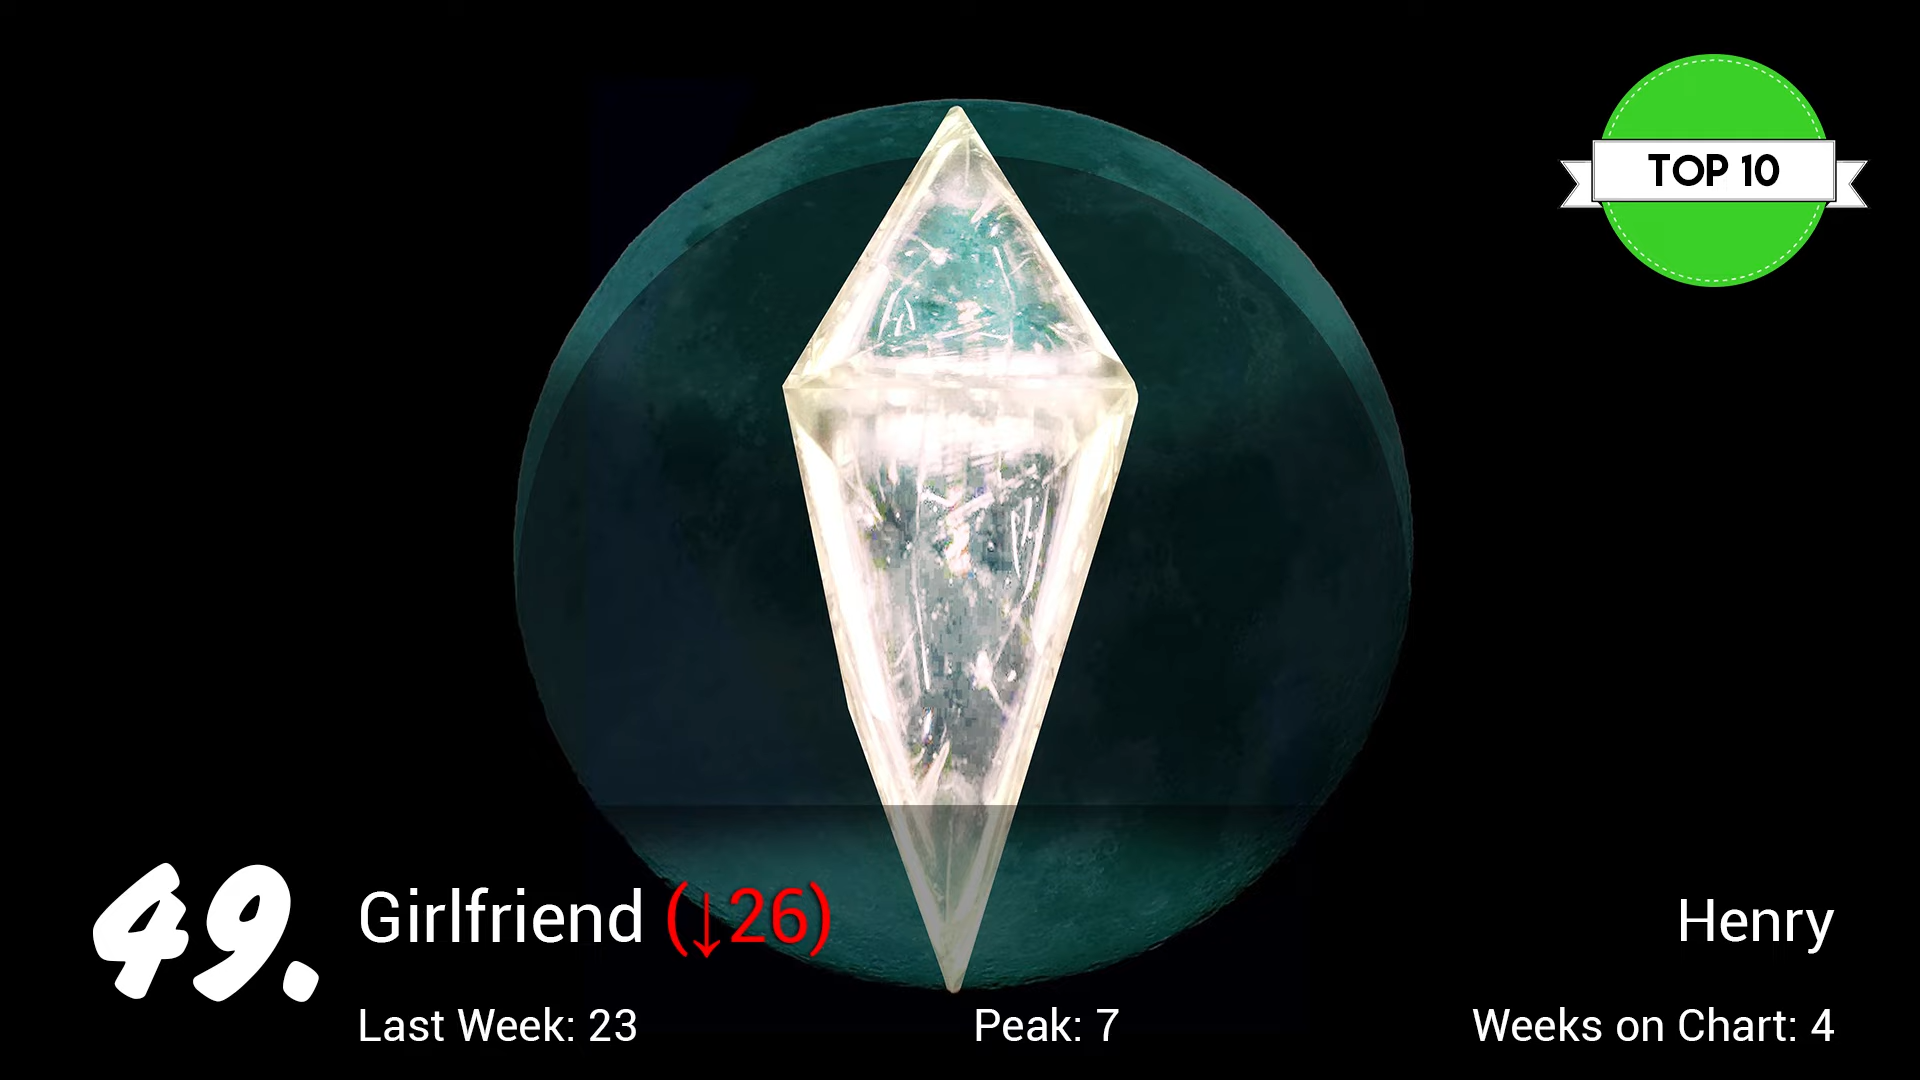 TOP 10
49. Girlfriend (↓26) Henry
Last Week: 23 Peak: 7 Weeks on Chart: 4